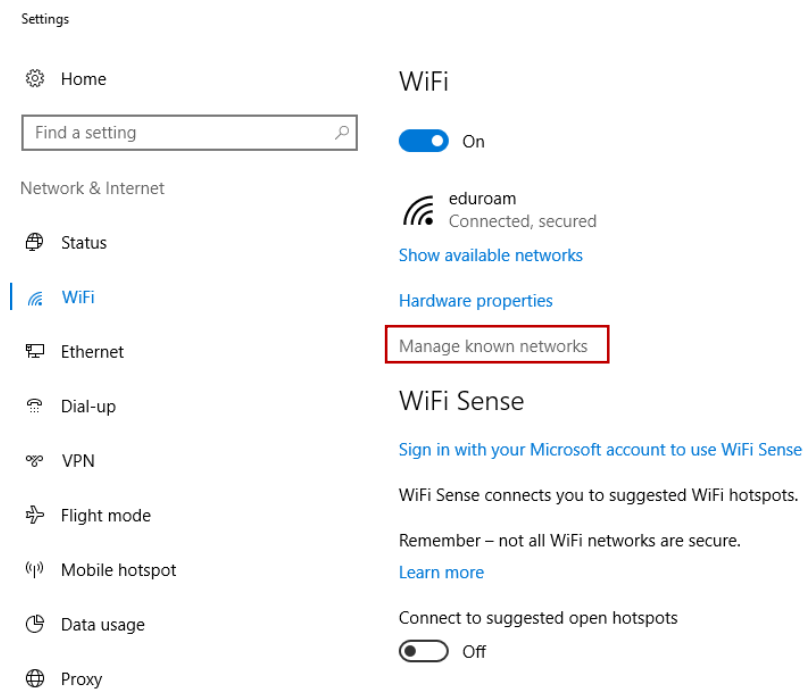 Settings
Home
Find a setting
Network & Internet
Status
WiFi
Ethernet
Dial-up
VPN
Flight mode
Mobile hotspot
Data usage
Proxy
WiFi
On
eduroam
Connected, secured
Show available networks
Hardware properties
Manage known networks
WiFi Sense
Sign in with your Microsoft account to use WiFi Sense
WiFi Sense connects you to suggested WiFi hotspots.
Remember – not all WiFi networks are secure.
Learn more
Connect to suggested open hotspots
Off